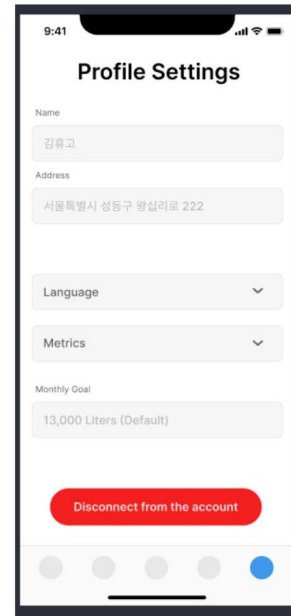 9:41
Profile Settings
Name
김휴고
Address
서울특별시 성동구 왕십리로 222
Language
Metrics
Monthly Goal
13,000 Liters (Default)
Disconnect from the account